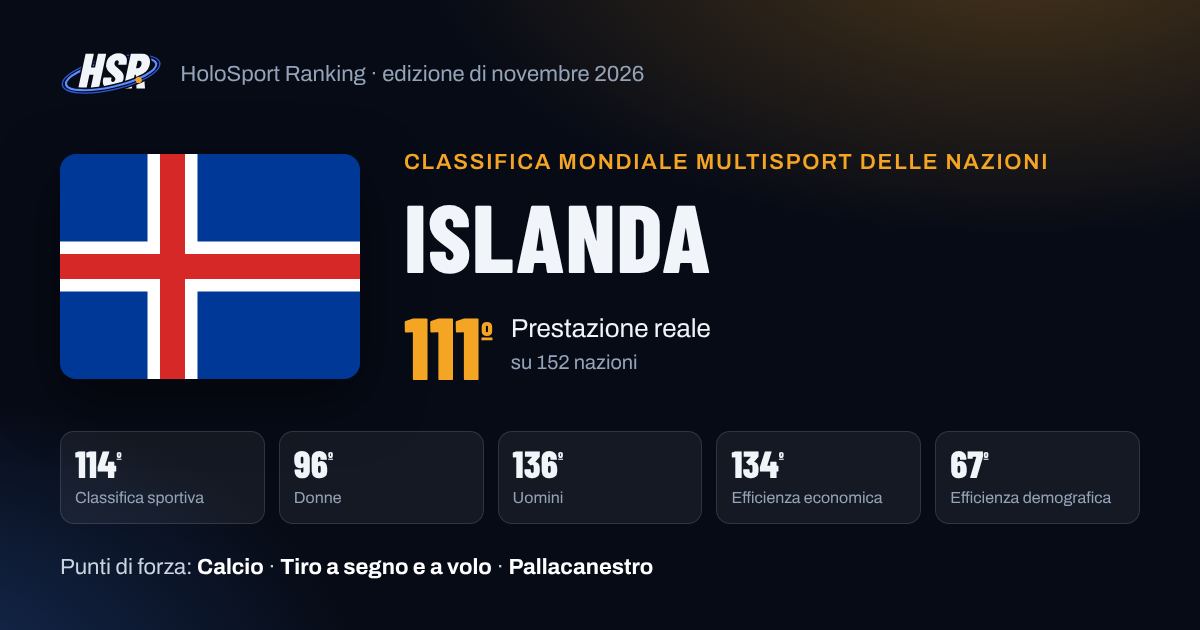 HSR
HoloSport Ranking · edizione di novembre 2026
CLASSIFICA MONDIALE MULTISPORT DELLE NAZIONI
ISLANDA
111º
Prestazione reale
su 152 nazioni
114º
Classifica sportiva
96º
Donne
136º
Uomini
134º
Efficienza economica
67º
Efficienza demografica
Punti di forza: Calcio · Tiro a segno e a volo · Pallacanestro